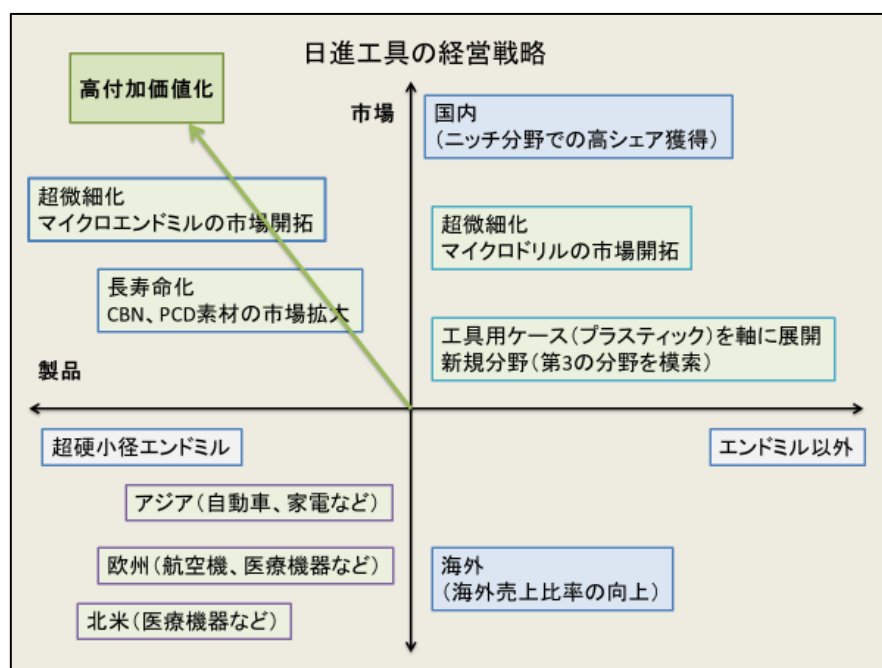 日進工具の経営戦略
高付加価値化
市場
国内
（ニッチ分野での高シェア獲得）
超微細化
マイクロエンドミルの市場開拓
超微細化
マイクロドリルの市場開拓
長寿命化
CBN、PCD素材の市場拡大
工具用ケース（プラスティック）を軸に展開
新規分野（第3の分野を模索）
製品
超硬小径エンドミル
エンドミル以外
アジア（自動車、家電など）
欧州（航空機、医療機器など）
北米（医療機器など）
海外
（海外売上比率の向上）